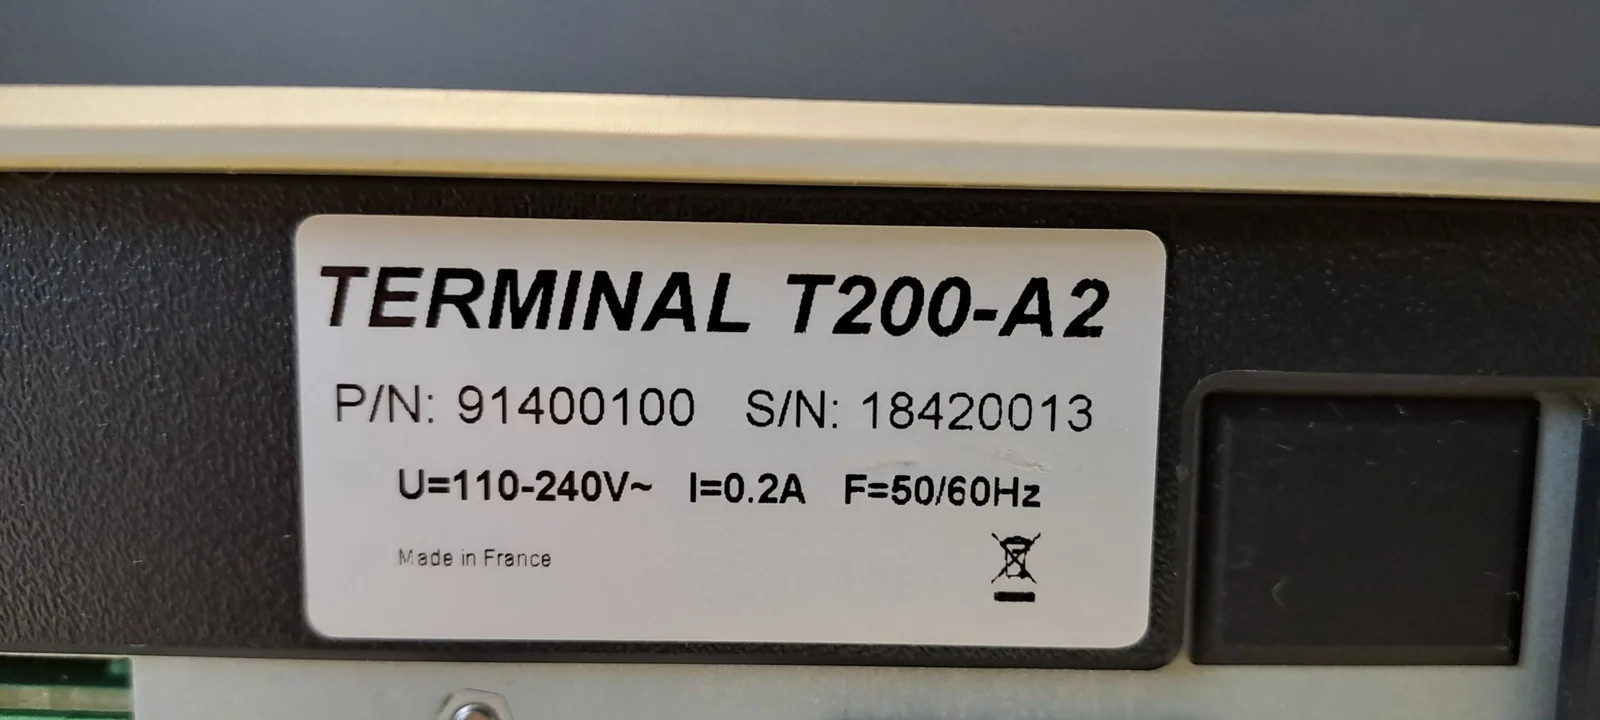 TERMINAL T200-A2
P/N: 91400100 S/N: 18420013
U=110-240V~ I=0.2A F=50/60Hz
Made in France